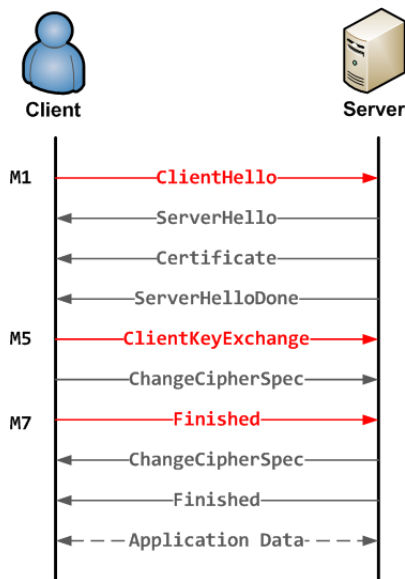 Client Server
M1 ClientHello
ServerHello
Certificate
ServerHelloDone
M5 ClientKeyExchange
ChangeCipherSpec
M7 Finished
ChangeCipherSpec
Finished
Application Data